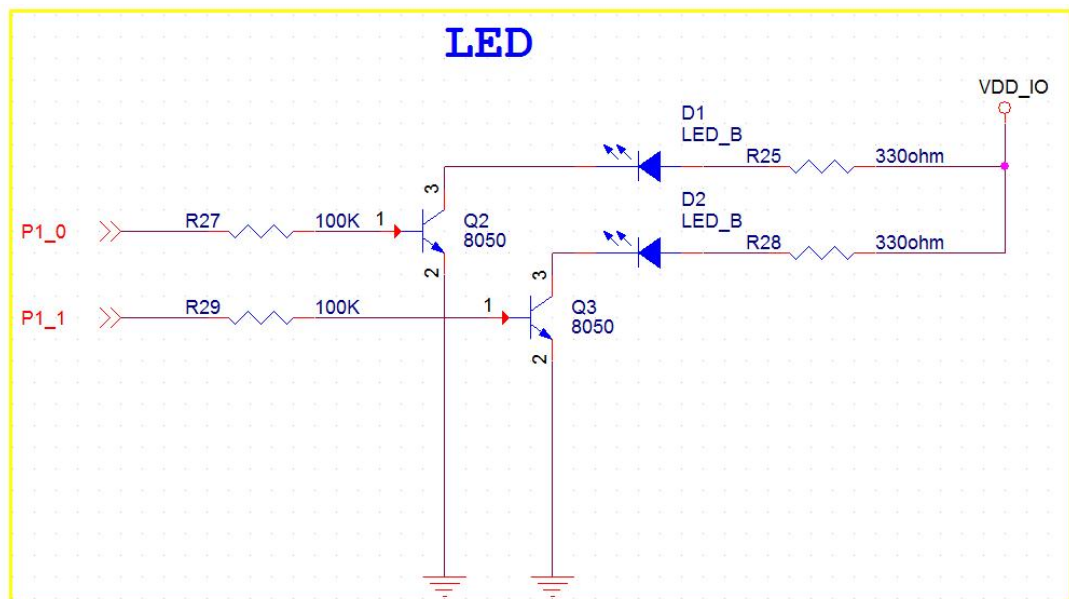 LED
VDD_IO
D1
LED_B
R25
330ohm
3
P1_0
R27
100K
1
Q2
8050
2
D2
LED_B
R28
330ohm
3
P1_1
R29
100K
1
Q3
8050
2